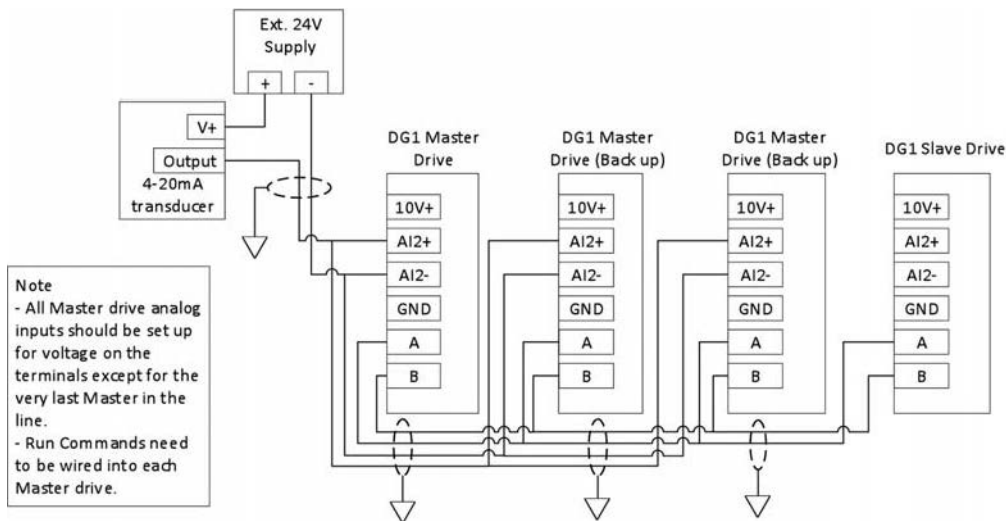 Ext. 24V
Supply
+ -
V+
Output
4-20mA
transducer
DG1 Master
Drive
10V+
AI2+
AI2-
GND
A
B
DG1 Master
Drive (Back up)
10V+
AI2+
AI2-
GND
A
B
DG1 Master
Drive (Back up)
10V+
AI2+
AI2-
GND
A
B
DG1 Slave Drive
10V+
AI2+
AI2-
GND
A
B
Note
- All Master drive analog
inputs should be set up
for voltage on the
terminals except for the
very last Master in the
line.
- Run Commands need
to be wired into each
Master drive.